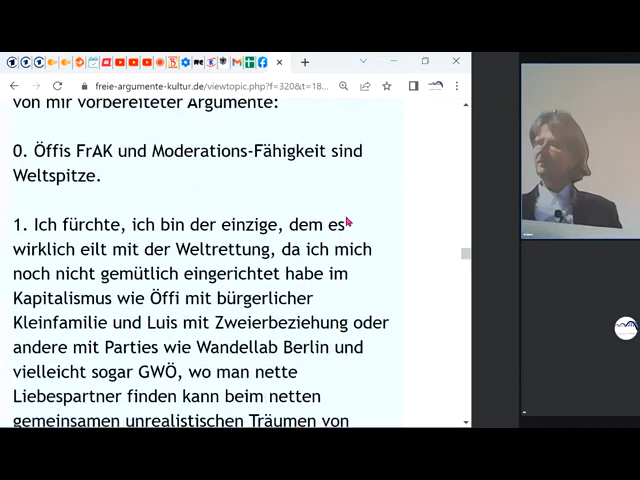 freie-argumente-kultur.de/viewtopic.php?f=320&t=18...
von mir vorbereiteter Argumente:
0. Öffis FrAK und Moderations-Fähigkeit sind
Weltspitze.
1. Ich fürchte, ich bin der einzige, dem es
wirklich eilt mit der Weltrettung, da ich mich
noch nicht gemütlich eingerichtet habe im
Kapitalismus wie Öffi mit bürgerlicher
Kleinfamilie und Luis mit Zweierbeziehung oder
andere mit Parties wie Wandellab Berlin und
vielleicht sogar GWÖ, wo man nette
Liebespartner finden kann beim netten
gemeinsamen unrealistischen Träumen von